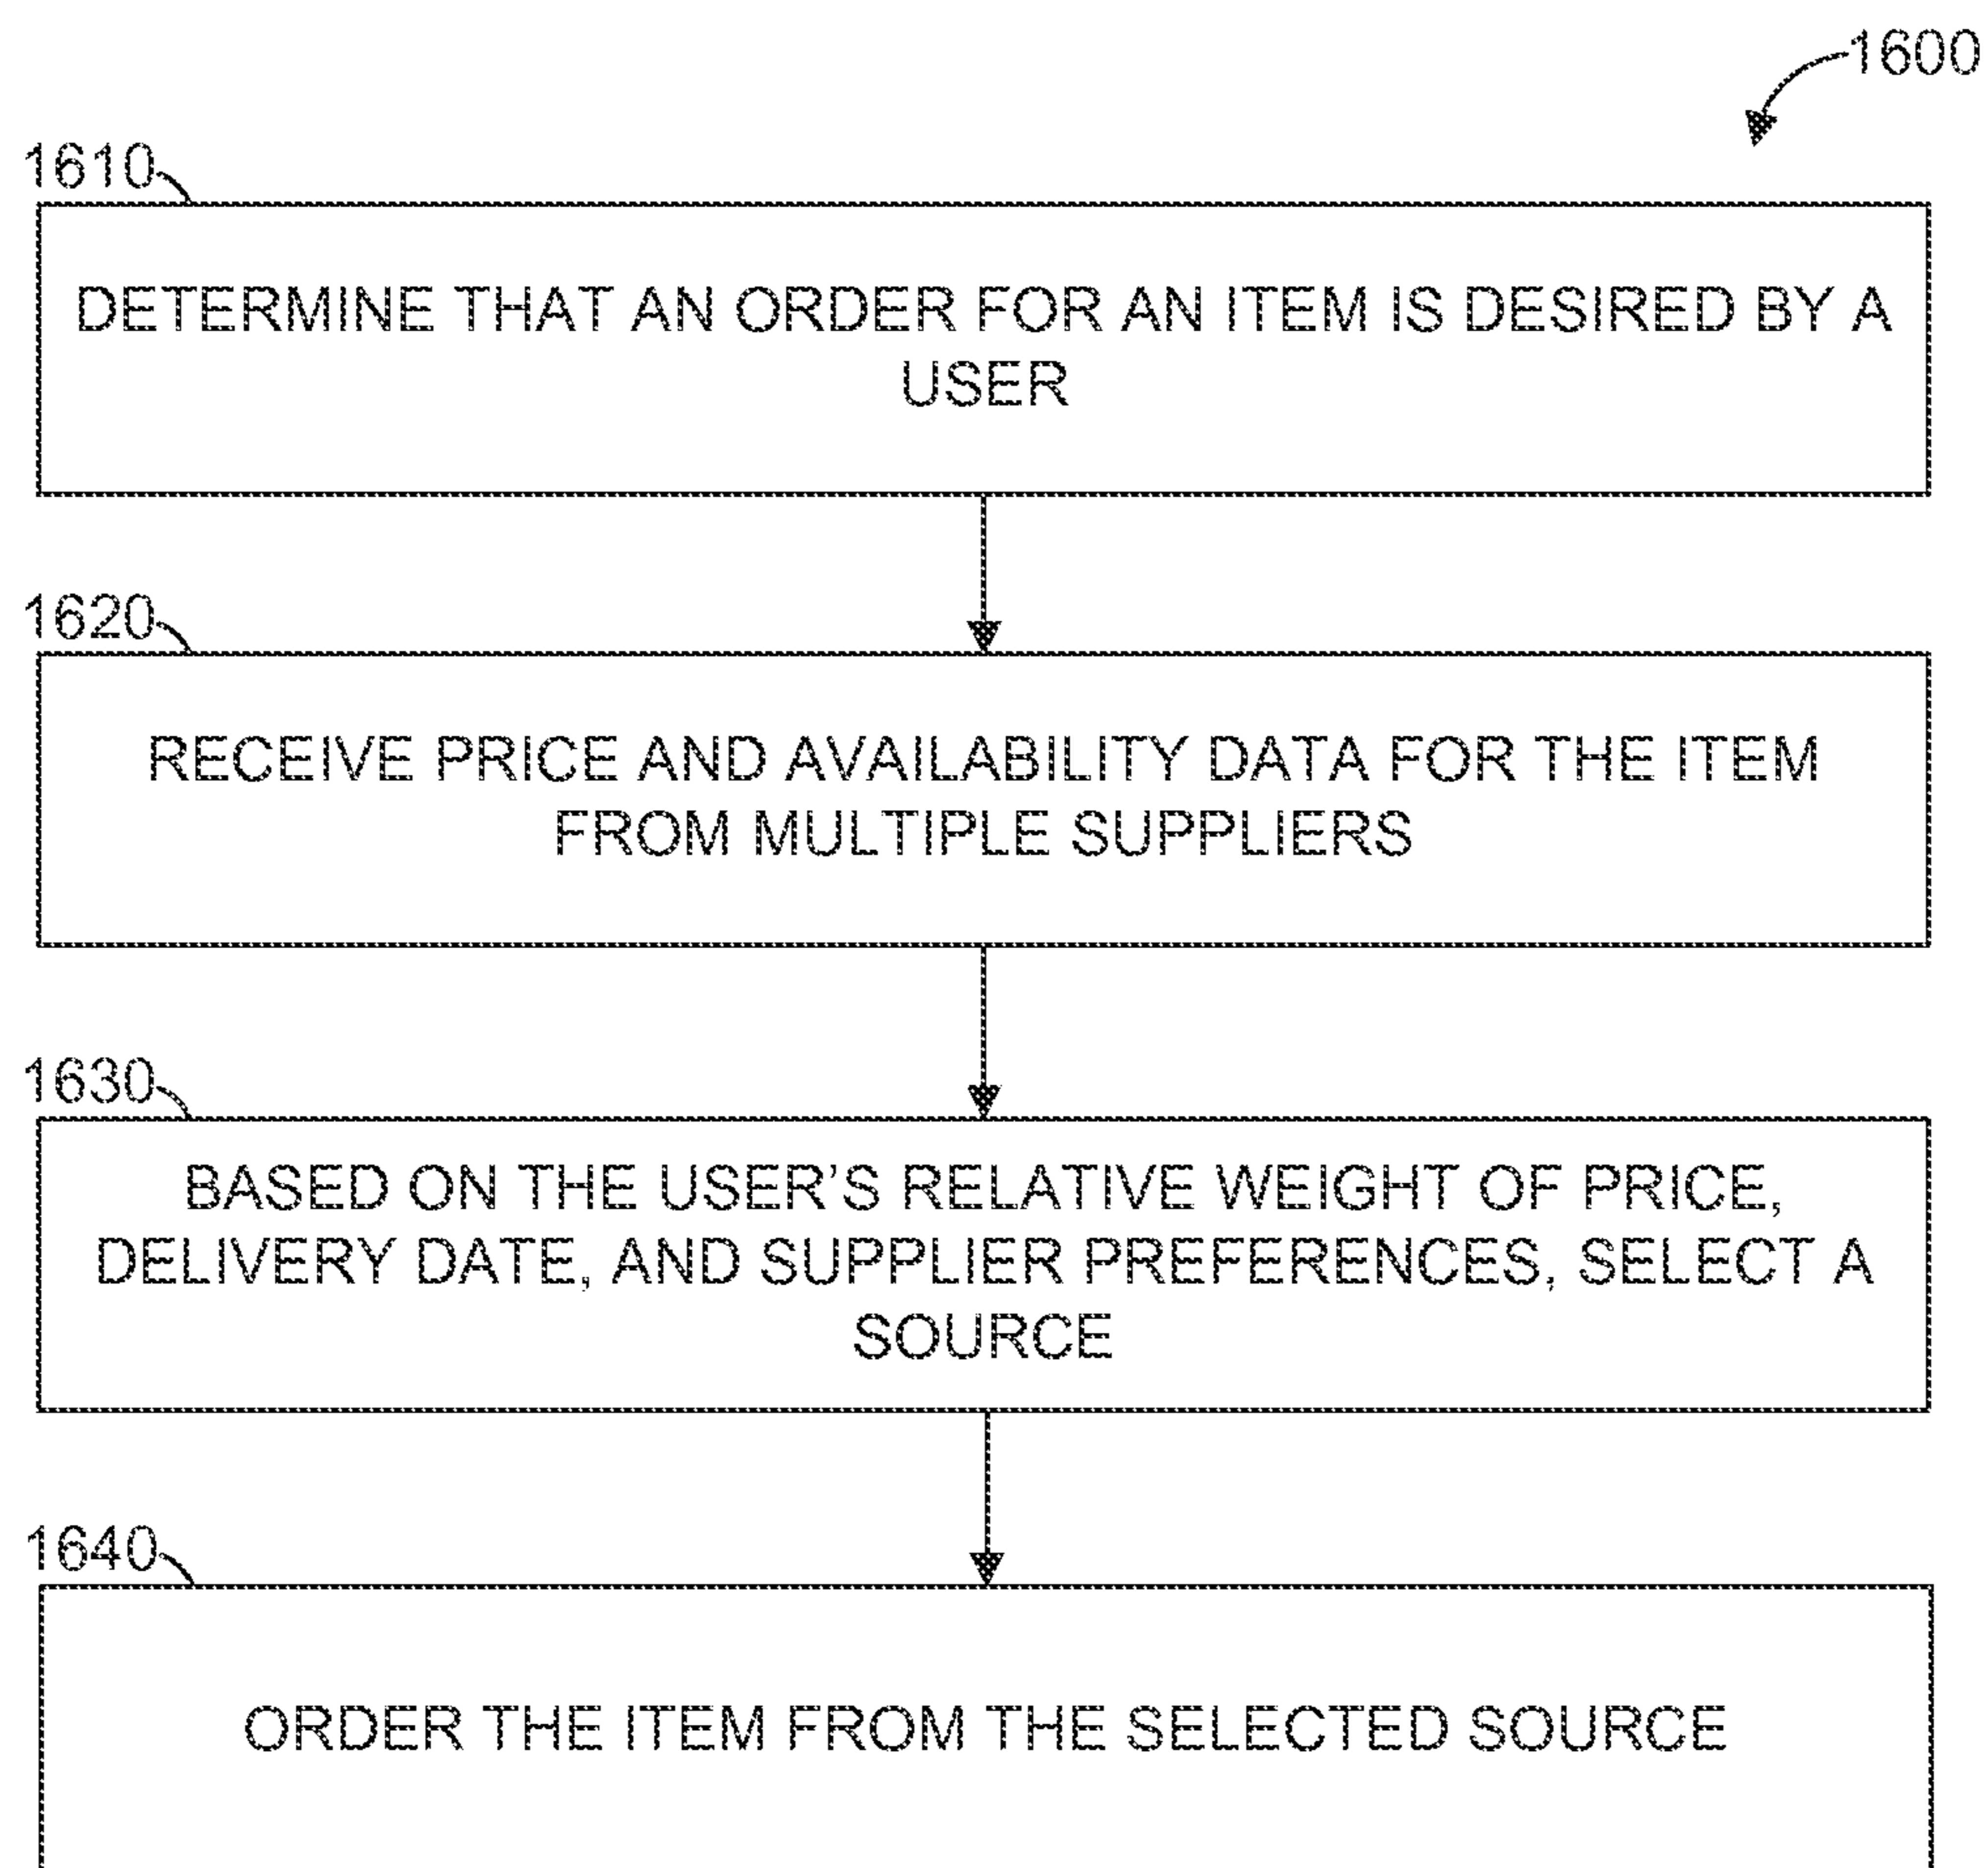 1600
1610
DETERMINE THAT AN ORDER FOR AN ITEM IS DESIRED BY A
USER
1620
RECEIVE PRICE AND AVAILABILITY DATA FOR THE ITEM
FROM MULTIPLE SUPPLIERS
1630
BASED ON THE USER’S RELATIVE WEIGHT OF PRICE,
DELIVERY DATE, AND SUPPLIER PREFERENCES, SELECT A
SOURCE
1640
ORDER THE ITEM FROM THE SELECTED SOURCE